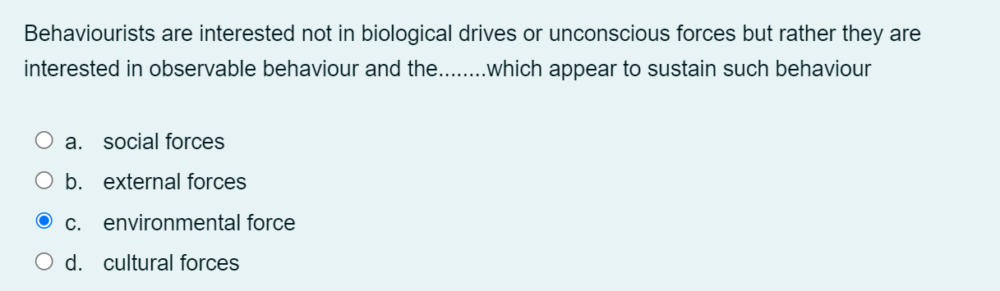 Behaviourists are interested not in biological drives or unconscious forces but rather they are
interested in observable behaviour and the........which appear to sustain such behaviour
a. social forces
b. external forces
c. environmental force
d. cultural forces